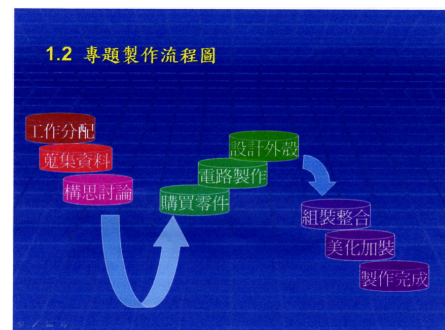 1.2 專題製作流程圖
工作分配
蒐集資料
構思討論
購買零件
電路製作
設計外殼
組裝整合
美化加裝
製作完成